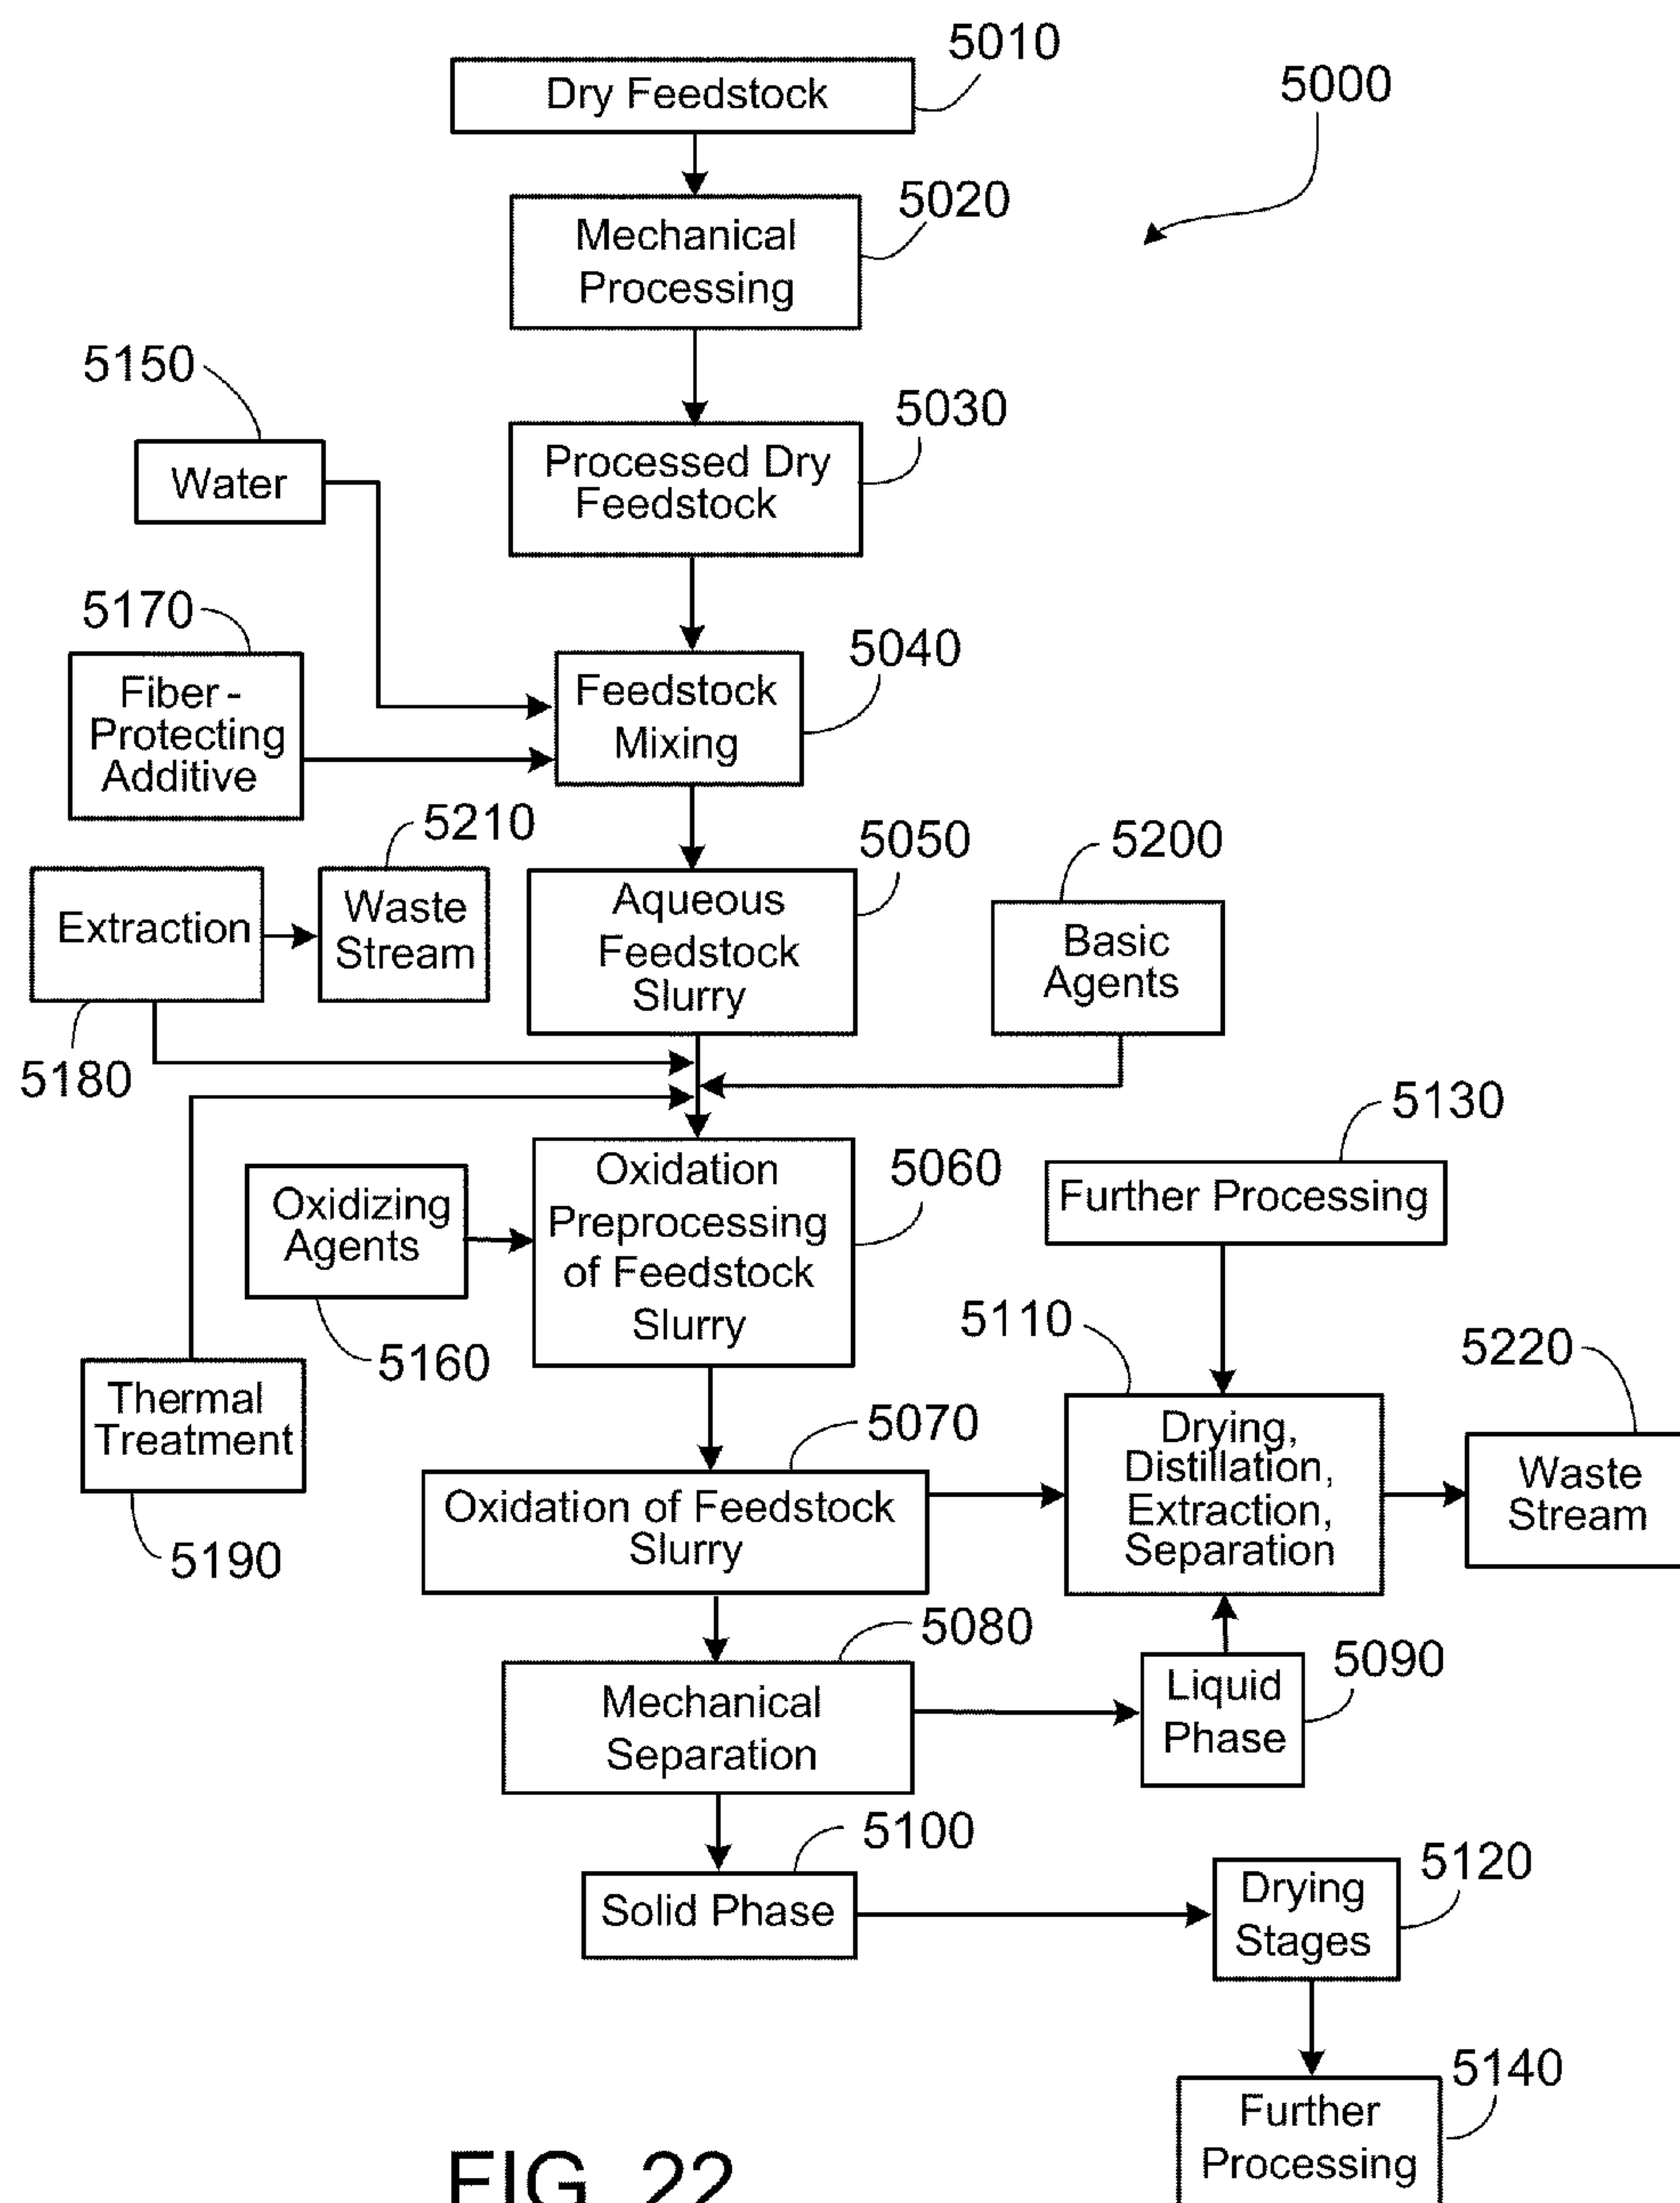 5010
Dry Feedstock
5000
5020
Mechanical
Processing
5150
5030
Water
Processed Dry
Feedstock
5170
5040
Fiber-
Protecting
Additive
Feedstock
Mixing
5210
5050
5200
Extraction
Waste
Stream
Aqueous
Feedstock
Slurry
Basic
Agents
5180
5130
5060
Oxidation
Preprocessing
of Feedstock
Slurry
Further Processing
Oxidizing
Agents
5160
5110
5220
Thermal
Treatment
5190
5070
Oxidation of Feedstock
Slurry
Drying,
Distillation,
Extraction,
Separation
Waste
Stream
5080
5090
Mechanical
Separation
Liquid
Phase
5100
5120
Solid Phase
Drying
Stages
5140
Further
Processing
FIG. 22